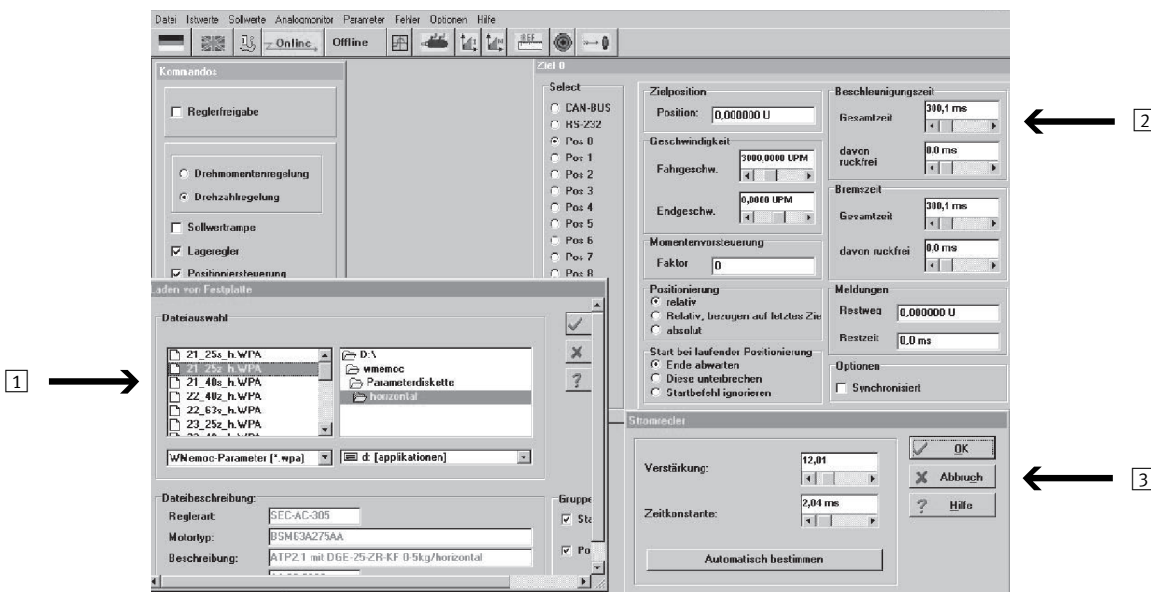 Datei Istwerte Sollwerte Analogmonitor Parameter Fehler Optionen Hilfe
Online Offline REF
Kommandos
Reglerfreigabe
Drehmomentenregelung
Drehzahlregelung
Sollwertrampe
Lageregler
Positioniersteuerung
Ziel 0
Select
CAN-BUS
RS-232
Pos 0
Pos 1
Pos 2
Pos 3
Pos 4
Pos 5
Pos 6
Pos 7
Pos 8
Zielposition
Position: 0,000000 U
Geschwindigkeit
Fahrgeschw. 3000,0000 UPM
Endgeschw. 0,0000 UPM
Momentenvorsteuerung
Faktor 0
Positionierung
relativ
Relativ, bezogen auf letztes Zie
absolut
Start bei laufender Positionierung
Ende abwarten
Diese unterbrechen
Startbefehl ignorieren
Beschleunigungszeit
Gesamtzeit 300,1 ms
davon
ruckfrei 0.0 ms
Bremszeit
Gesamtzeit 300,1 ms
davon ruckfrei 0.0 ms
Meldungen
Restweg 0,000000 U
Restzeit 0,0 ms
Optionen
Synchronisiert
2
1
aden von Festplatte
Dateiauswahl
21_25s_h.WPA
21_25z_h.WPA
21_40s_h.WPA
22_40z_h.WPA
22_63s_h.WPA
23_25z_h.WPA
D:\
wmemoc
Parameterdiskette
horizontal
WMemoc-Parameter (*.wpa) d: [applikationen]
Dateibeschreibung:
Reglerart: SEC-AC-305
Motortyp: BSM63A275AA
Beschreibung: ATP2.1 mit DGE-25-ZR-KF 0-5kg/horizontal
Gruppe
Sta
Po
Stromregler
Verstärkung: 12,01
Zeitkonstante: 2,04 ms
Automatisch bestimmen
OK
Abbruch
Hilfe
3